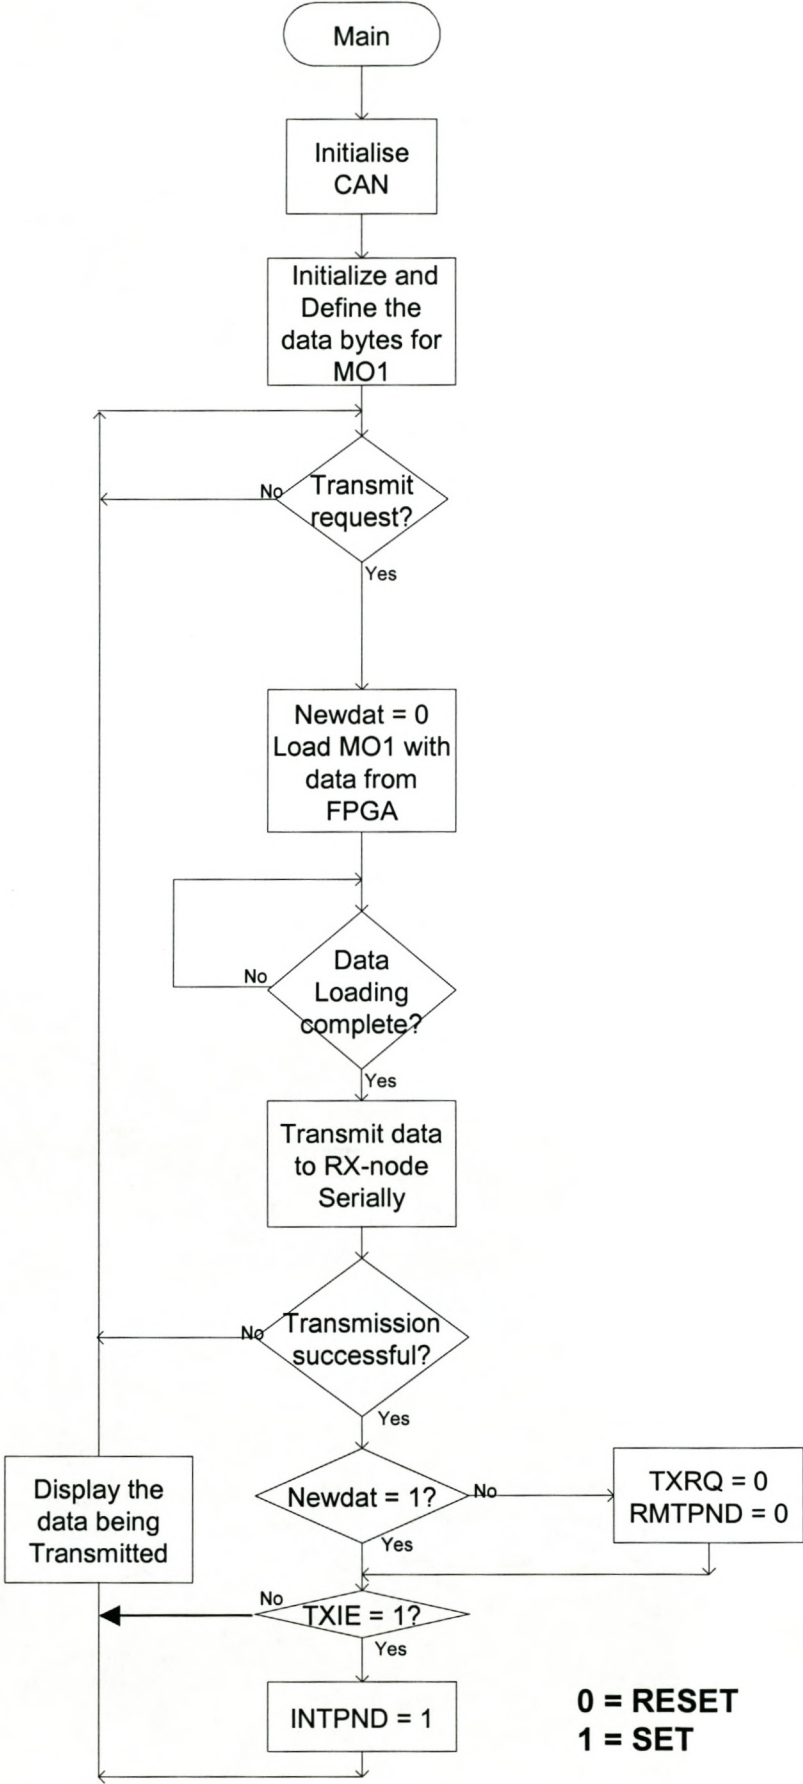 Main
Initialise
CAN
Initialize and
Define the
data bytes for
MO1
No
Transmit
request?
Yes
Newdat = 0
Load MO1 with
data from
FPGA
No
Data
Loading
complete?
Yes
Transmit data
to RX-node
Serially
No
Transmission
successful?
Yes
Newdat = 1?
No
TXRQ = 0
RMTPND = 0
Yes
Display the
data being
Transmitted
No
TXIE = 1?
Yes
INTPND = 1
0 = RESET
1 = SET